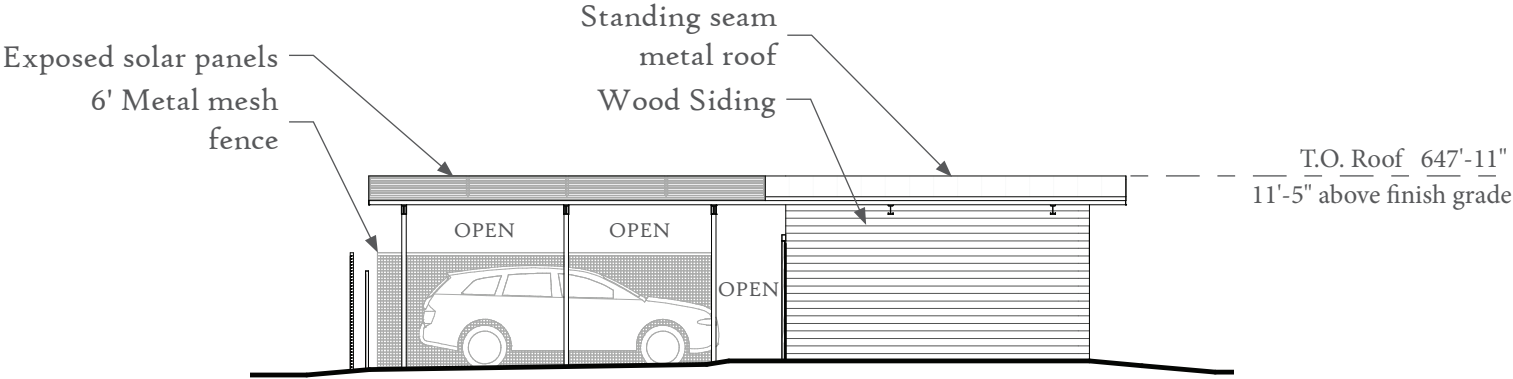 Standing seam
metal roof
Exposed solar panels
6' Metal mesh
fence
Wood Siding
T.O. Roof 647'-11"
11'-5" above finish grade
OPEN
OPEN
OPEN